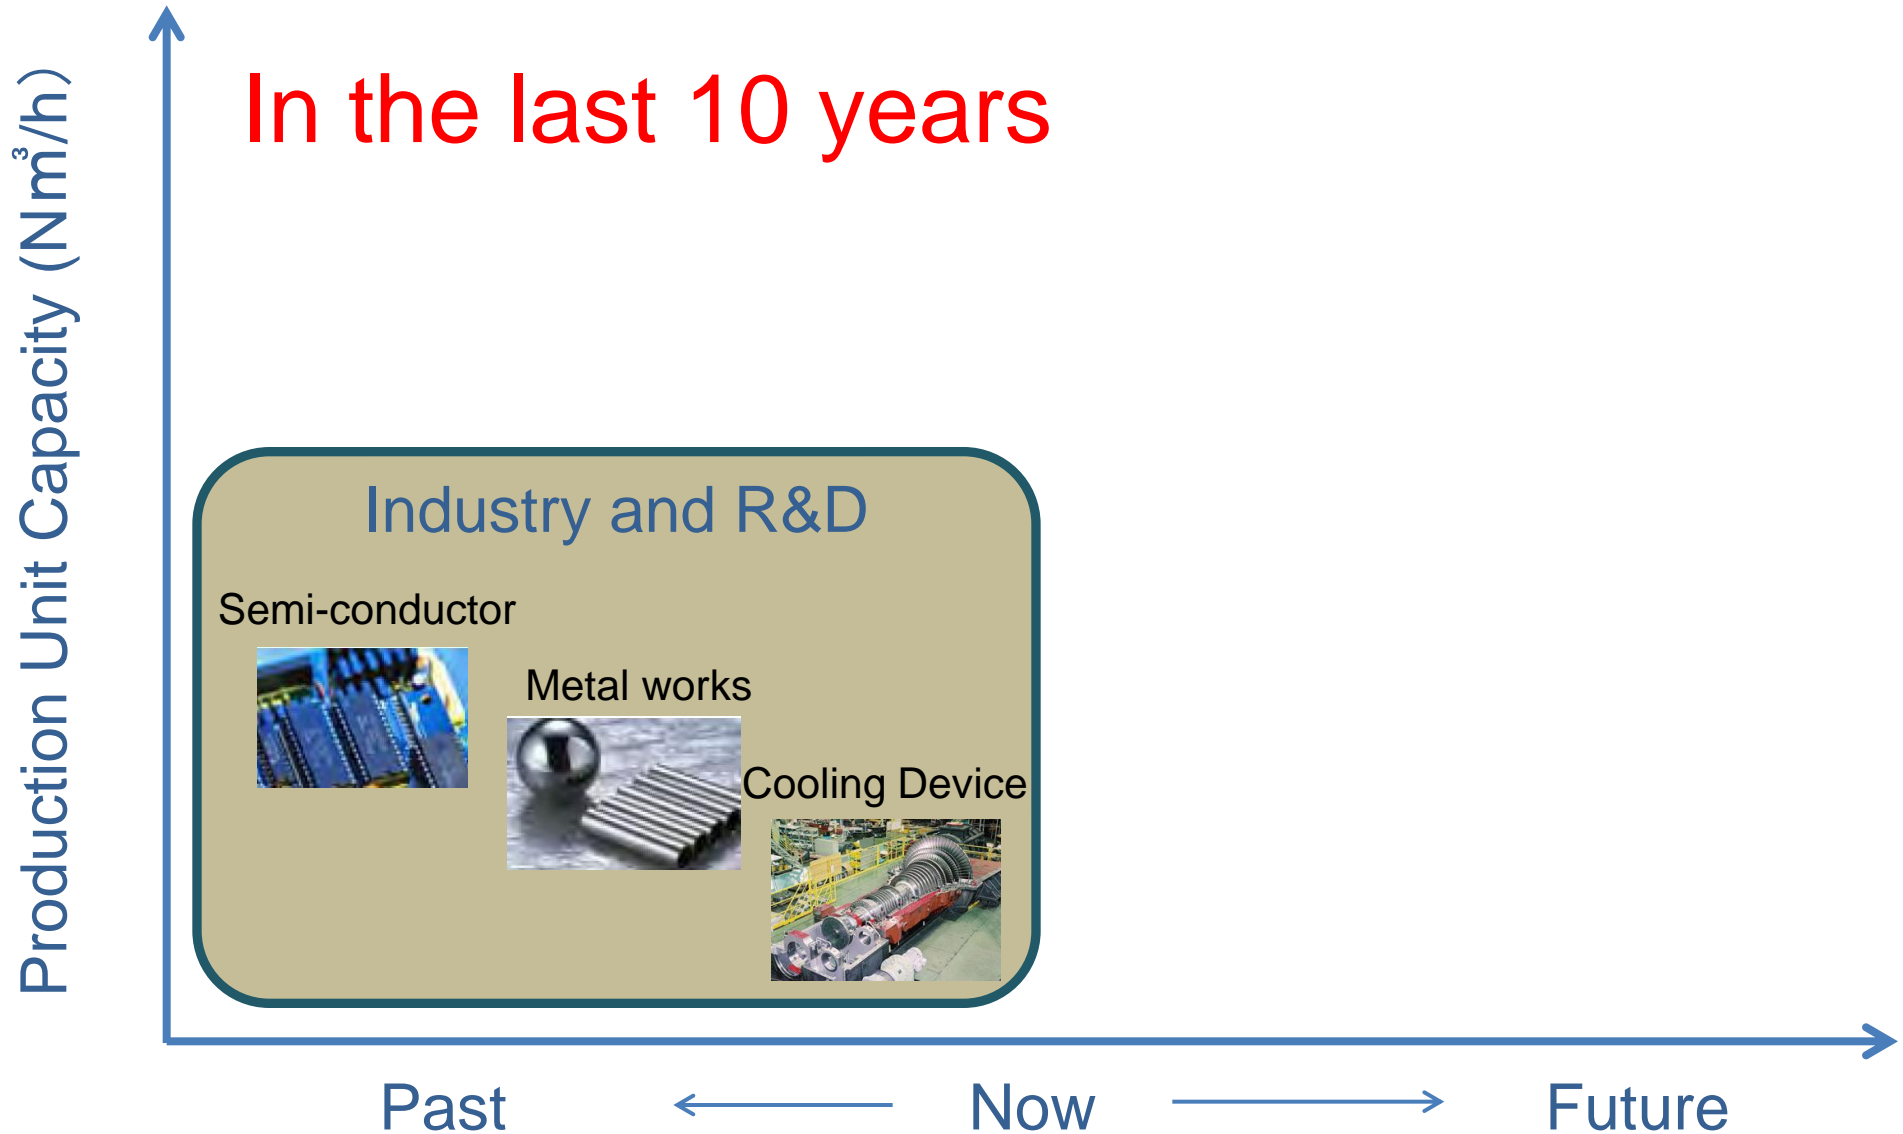 In the last 10 years
Production Unit Capacity (Nm³/h)
Industry and R&D
Semi-conductor
Metal works
Cooling Device
Past
Now
Future